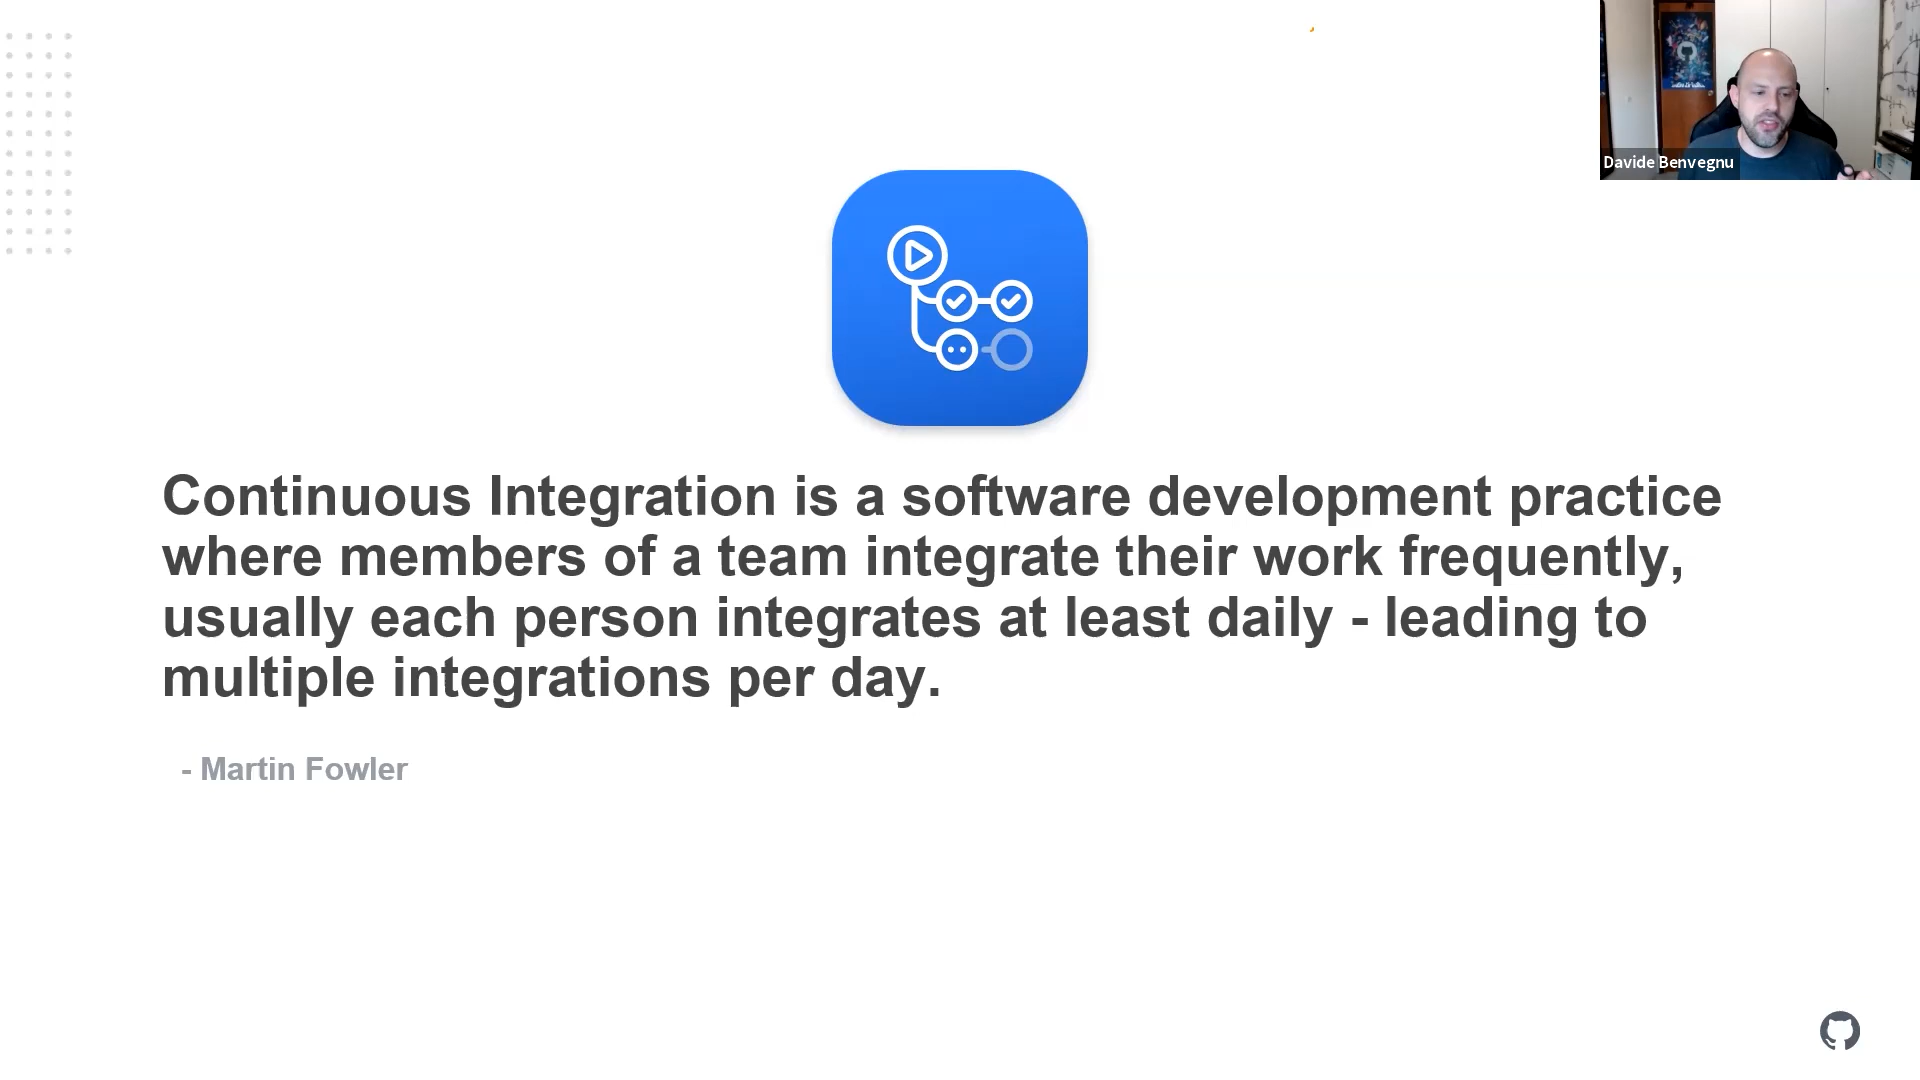 Davide Benvegnu
Continuous Integration is a software development practice
where members of a team integrate their work frequently,
usually each person integrates at least daily - leading to
multiple integrations per day.
- Martin Fowler